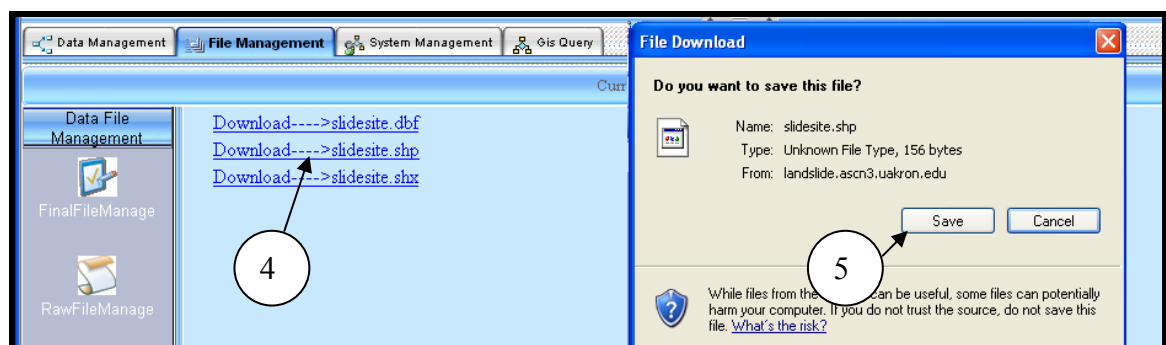 Data Management File Management System Management Gis Query
Curr
Data File
Management
FinalFileManage
RawFileManage
Download---->slidesite.dbf
Download---->slidesite.shp
Download---->slidesite.shx
4
File Download
Do you want to save this file?
Name: slidesite.shp
Type: Unknown File Type, 156 bytes
From: landslide.ascn3.uakron.edu
Save Cancel
5
While files from the can be useful, some files can potentially
harm your computer. If you do not trust the source, do not save this
file. What's the risk?